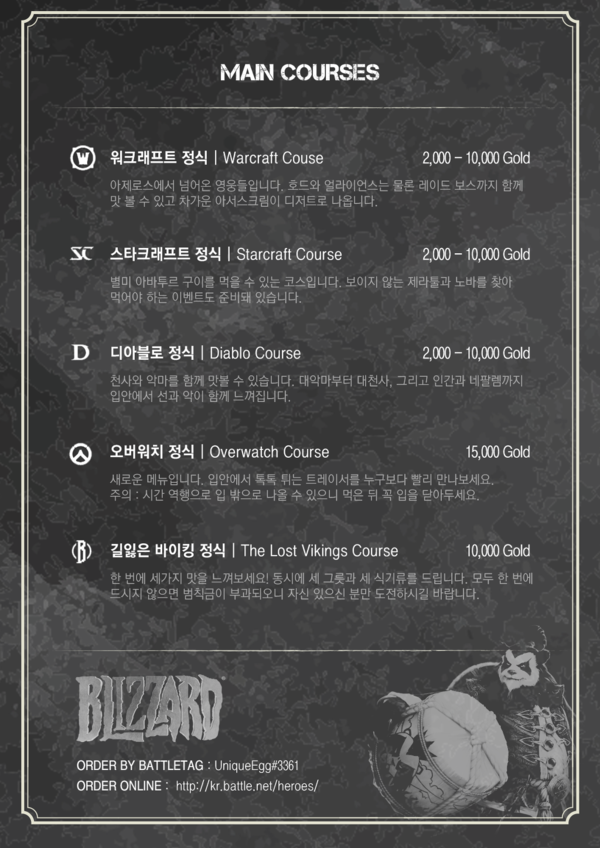 MAIN COURSES
워크래프트 정식 | Warcraft Couse 2,000 – 10,000 Gold
아제로스에서 넘어온 영웅들입니다. 호드와 얼라이언스는 물론 레이드 보스까지 함께
맛 볼 수 있고 차가운 아서스크림이 디저트로 나옵니다.
SC 스타크래프트 정식 | Starcraft Course 2,000 – 10,000 Gold
별미 아바투르 구이를 먹을 수 있는 코스입니다. 보이지 않는 제라툴과 노바를 찾아
먹어야 하는 이벤트도 준비돼 있습니다.
D 디아블로 정식 | Diablo Course 2,000 – 10,000 Gold
천사와 악마를 함께 맛볼 수 있습니다. 대악마부터 대천사, 그리고 인간과 네팔렘까지
입안에서 선과 악이 함께 느껴집니다.
오버워치 정식 | Overwatch Course 15,000 Gold
새로운 메뉴입니다. 입안에서 톡톡 튀는 트레이서를 누구보다 빨리 만나보세요.
주의 : 시간 역행으로 입 밖으로 나올 수 있으니 먹은 뒤 꼭 입을 닫아두세요.
길잃은 바이킹 정식 | The Lost Vikings Course 10,000 Gold
한 번에 세가지 맛을 느껴보세요! 동시에 세 그릇과 세 식기류를 드립니다. 모두 한 번에
드시지 않으면 벌칙금이 부과되오니 자신 있으신 분만 도전하시길 바랍니다.
BLIZZARD
ORDER BY BATTLETAG : UniqueEgg#3361
ORDER ONLINE : http://kr.battle.net/heroes/